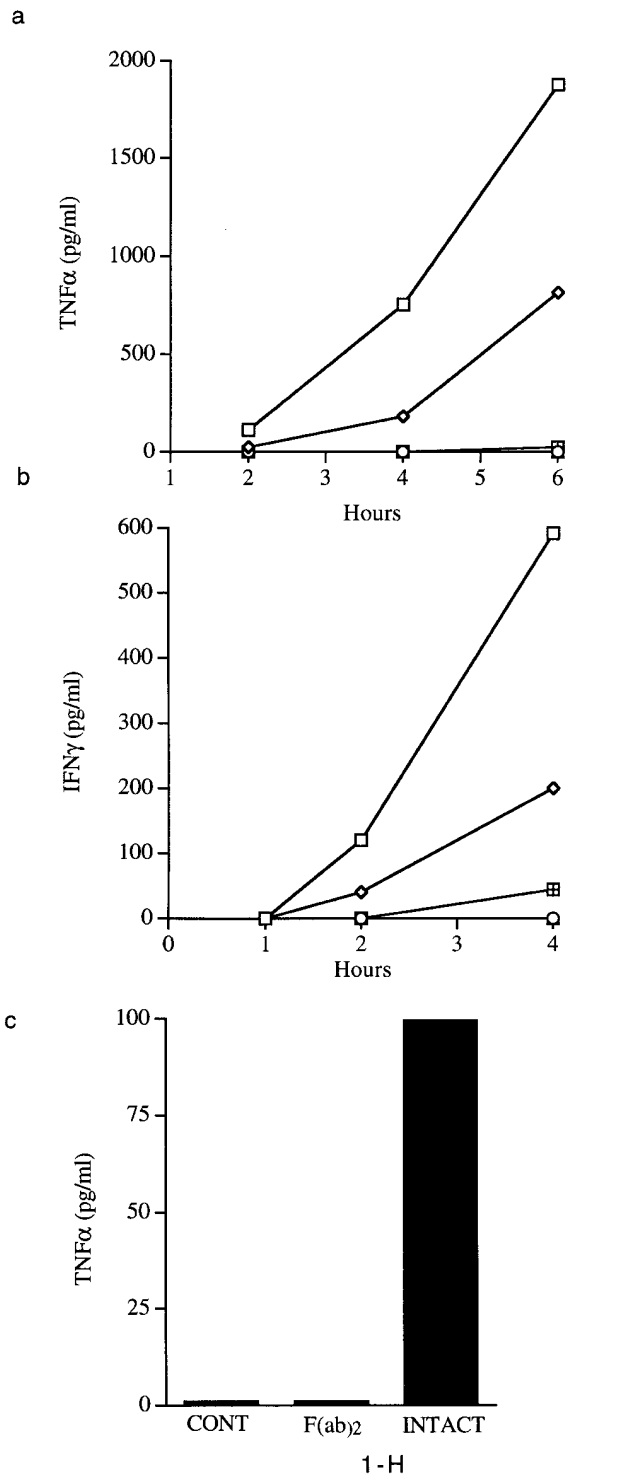 a
2000
1500
1000
500
0
TNFα (pg/ml)
1 2 3 4 5 6
Hours
b
600
500
400
300
200
100
0
IFNγ (pg/ml)
0 1 2 3 4
Hours
c
100
75
50
25
0
TNFα (pg/ml)
CONT F(ab)2 INTACT
1-H